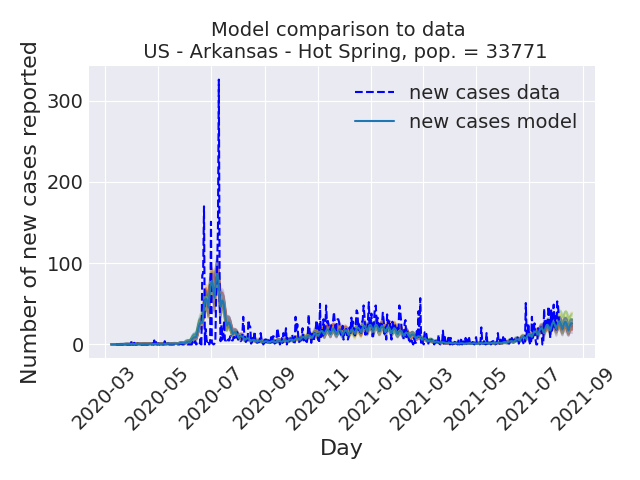 Model comparison to data
US - Arkansas - Hot Spring, pop. = 33771
Number of new cases reported
300
200
100
0
new cases data
new cases model
2020-03
2020-05
2020-07
2020-09
2020-11
2021-01
2021-03
2021-05
2021-07
2021-09
Day